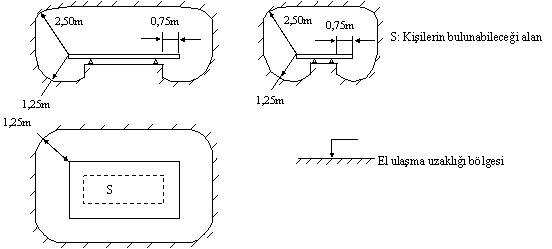 2,50m
0,75m
2,50m
0,75m
S: Kişilerin bulunabileceği alan
1,25m
1,25m
1,25m
S
El ulaşma uzaklığı bölgesi